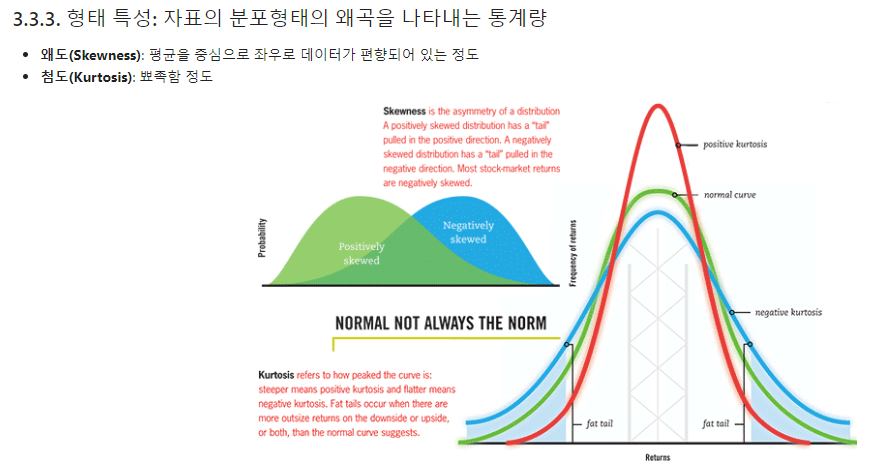 3.3.3. 형태 특성: 자표의 분포형태의 왜곡을 나타내는 통계량
• 왜도(Skewness): 평균을 중심으로 좌우로 데이터가 편향되어 있는 정도
• 첨도(Kurtosis): 뾰족함 정도
Skewness is the asymmetry of a distribution
A positively skewed distribution has a "tail"
pulled in the positive direction. A negatively
skewed distribution has a "tail" pulled in the
negative direction. Most stock-market returns
are negatively skewed.
Probability
Positively
skewed
Negatively
skewed
NORMAL NOT ALWAYS THE NORM
Kurtosis refers to how peaked the curve is:
steeper means positive kurtosis and flatter means
negative kurtosis. Fat tails occur when there are
more outsize returns on the downside or upside,
or both, than the normal curve suggests.
Frequency of returns
positive kurtosis
normal curve
negative kurtosis
fat tail
fat tail
Returns